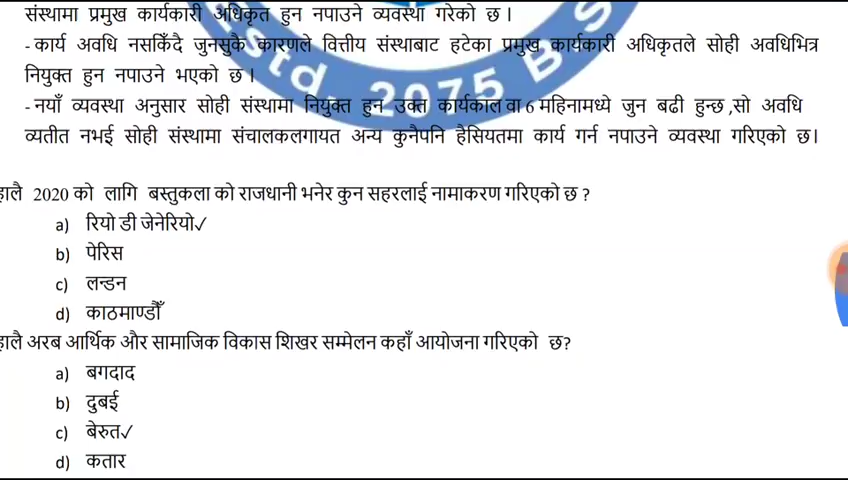 संस्थामा प्रमुख कार्यकारी अधिकृत हुन नपाउने व्यवस्था गरेको छ ।
- कार्य अवधि नसकिँदै जुनसुकै कारणले वित्तीय संस्थाबाट हटेका प्रमुख कार्यकारी अधिकृतले सोही अवधिभित्र
नियुक्त हुन नपाउने भएको छ ।
- नयाँ व्यवस्था अनुसार सोही संस्थामा नियुक्त हुन उक्त कार्यकाल वा 6 महिनामध्ये जुन बढी हुन्छ ,सो अवधि
व्यतीत नभई सोही संस्थामा संचालकलगायत अन्य कुनैपनि हैसियतमा कार्य गर्न नपाउने व्यवस्था गरिएको छ।
Estd. 2075 B.S
हालै 2020 को लागि बस्तुकला को राजधानी भनेर कुन सहरलाई नामाकरण गरिएको छ ?
a) रियो डी जेनेरियो✓
b) पेरिस
c) लन्डन
d) काठमाण्डौँ
हालै अरब आर्थिक और सामाजिक विकास शिखर सम्मेलन कहाँ आयोजना गरिएको छ?
a) बगदाद
b) दुबई
c) बेरुत✓
d) कतार